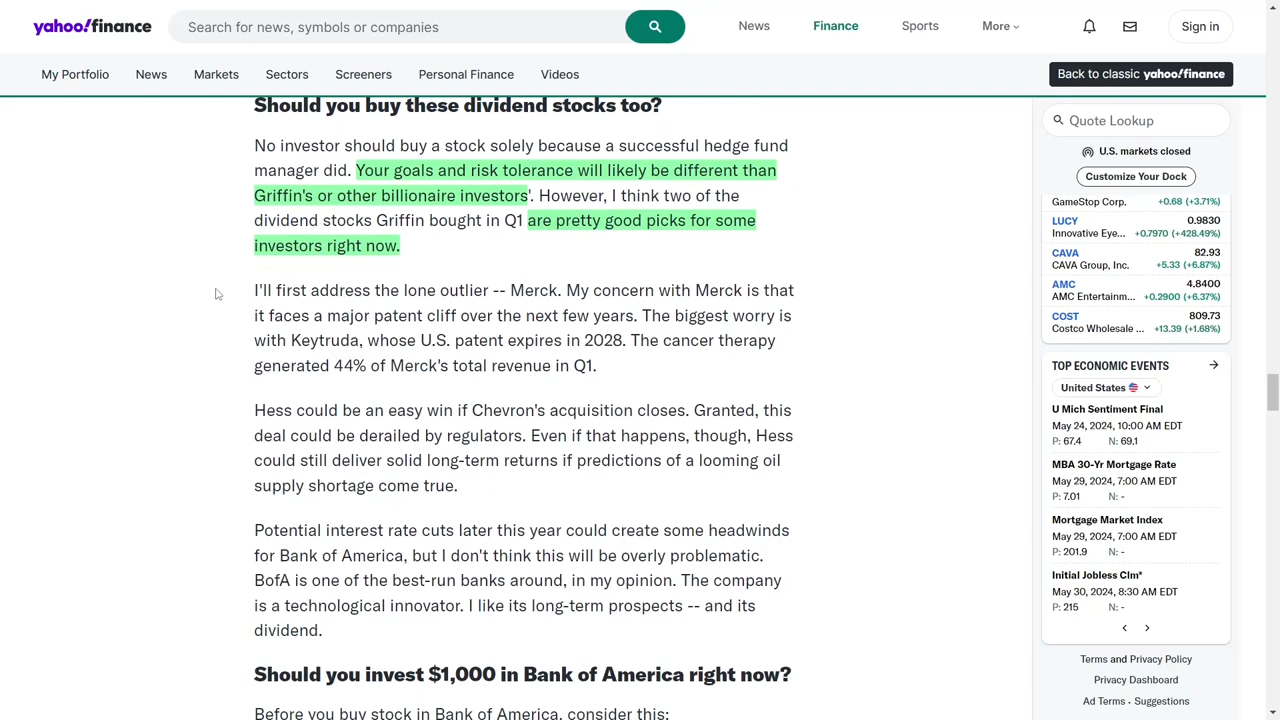 yahoo!finance
Search for news, symbols or companies
News
Finance
Sports
More
Sign in
My Portfolio
News
Markets
Sectors
Screeners
Personal Finance
Videos
Back to classic yahoo!finance
Should you buy these dividend stocks too?
No investor should buy a stock solely because a successful hedge fund
manager did. Your goals and risk tolerance will likely be different than
Griffin's or other billionaire investors'. However, I think two of the
dividend stocks Griffin bought in Q1 are pretty good picks for some
investors right now.
I'll first address the lone outlier -- Merck. My concern with Merck is that
it faces a major patent cliff over the next few years. The biggest worry is
with Keytruda, whose U.S. patent expires in 2028. The cancer therapy
generated 44% of Merck's total revenue in Q1.
Hess could be an easy win if Chevron's acquisition closes. Granted, this
deal could be derailed by regulators. Even if that happens, though, Hess
could still deliver solid long-term returns if predictions of a looming oil
supply shortage come true.
Potential interest rate cuts later this year could create some headwinds
for Bank of America, but I don't think this will be overly problematic.
BofA is one of the best-run banks around, in my opinion. The company
is a technological innovator. I like its long-term prospects -- and its
dividend.
Should you invest $1,000 in Bank of America right now?
Before you buy stock in Bank of America, consider this:
Quote Lookup
U.S. markets closed
Customize Your Dock
GameStop Corp. +0.68 (+3.71%)
LUCY 0.9830
Innovative Eye... +0.7970 (+428.49%)
CAVA 82.93
CAVA Group, Inc. +5.33 (+6.87%)
AMC 4.8400
AMC Entertainm... +0.2900 (+6.37%)
COST 809.73
Costco Wholesale ... +13.39 (+1.68%)
TOP ECONOMIC EVENTS
United States
U Mich Sentiment Final
May 24, 2024, 10:00 AM EDT
P: 67.4 N: 69.1
MBA 30-Yr Mortgage Rate
May 29, 2024, 7:00 AM EDT
P: 7.01 N: -
Mortgage Market Index
May 29, 2024, 7:00 AM EDT
P: 201.9 N: -
Initial Jobless Clm*
May 30, 2024, 8:30 AM EDT
P: 215 N: -
Terms and Privacy Policy
Privacy Dashboard
Ad Terms • Suggestions